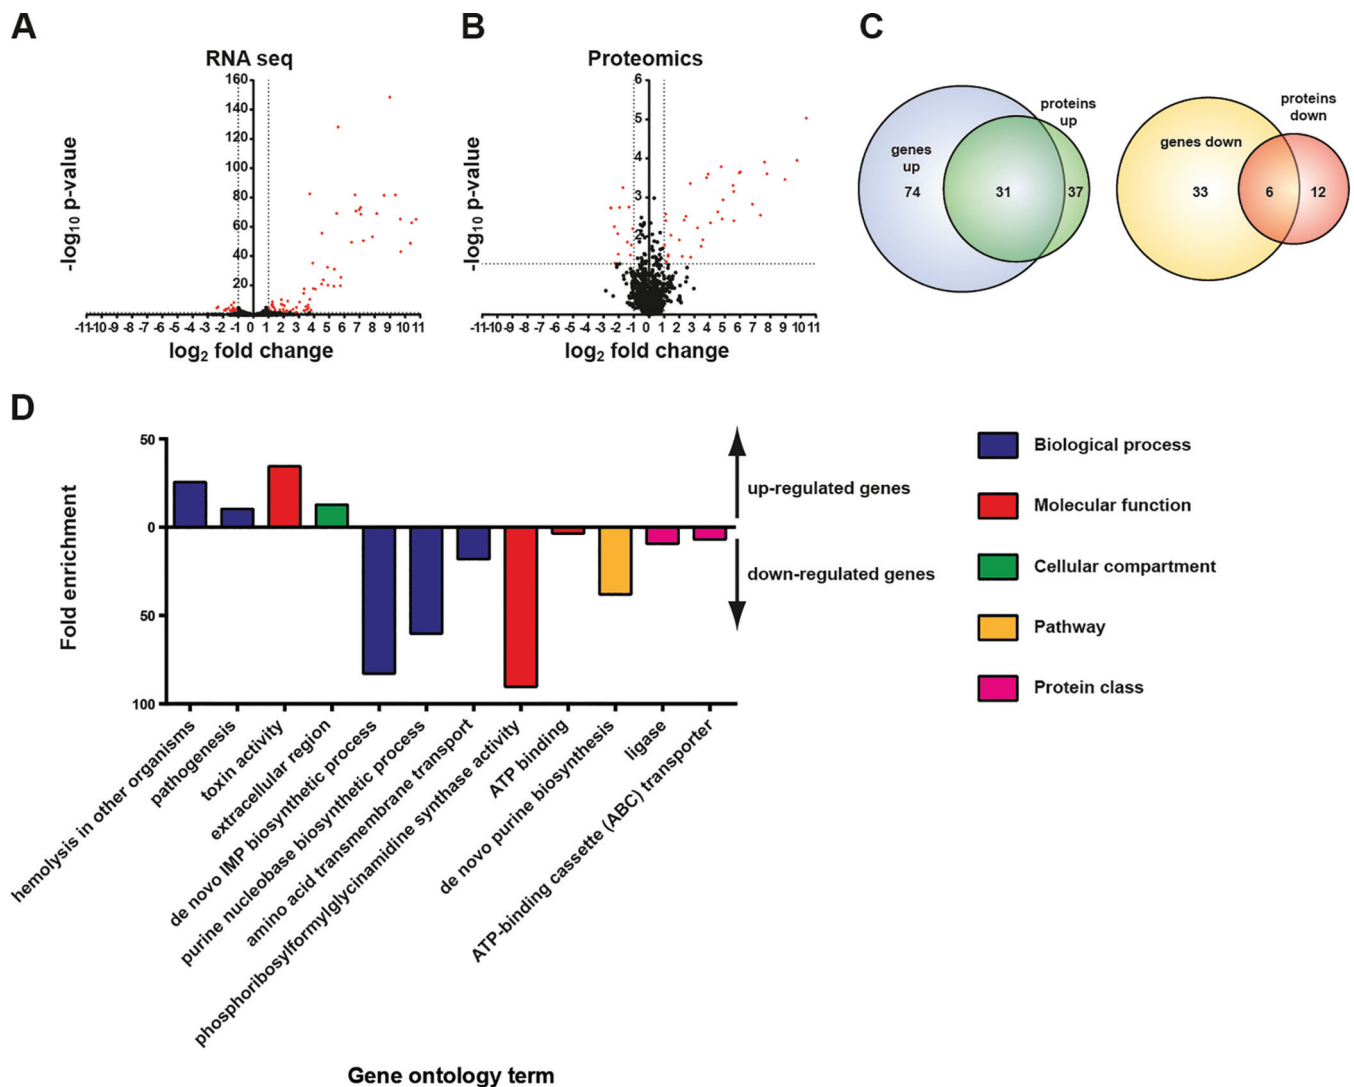 A
RNA seq
-log10 p-value
160
140
120
100
80
60
40
20
-11-10-9 -8 -7 -6 -5 -4 -3 -2 -1 0 1 2 3 4 5 6 7 8 9 10 11
log2 fold change
B
Proteomics
-log10 p-value
6
5
4
3
2
-11-10-9 -8 -7 -6 -5 -4 -3 -2 -1 0 1 2 3 4 5 6 7 8 9 10 11
log2 fold change
C
genes
up
74
31
proteins
up
37
genes down
33
6
proteins
down
12
D
Fold enrichment
50
0
50
100
up-regulated genes
down-regulated genes
Biological process
Molecular function
Cellular compartment
Pathway
Protein class
hemolysis in other organisms
pathogenesis
toxin activity
extracellular region
de novo IMP biosynthetic process
purine nucleobase biosynthetic process
amino acid transmembrane transport
phosphoribosylformylglycinamidine synthase activity
ATP binding
de novo purine biosynthesis
ligase
ATP-binding cassette (ABC) transporter
Gene ontology term